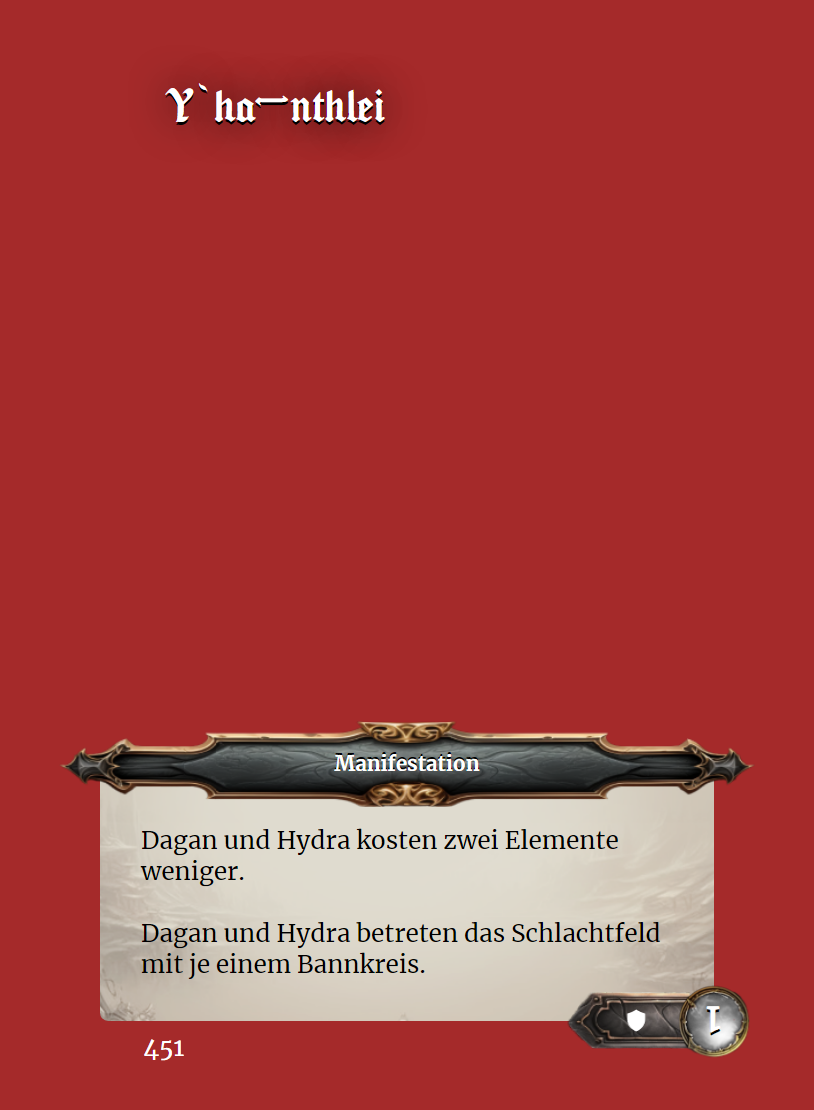 Y`ha—nthlei
Manifestation
Dagan und Hydra kosten zwei Elemente
weniger.
Dagan und Hydra betreten das Schlachtfeld
mit je einem Bannkreis.
451